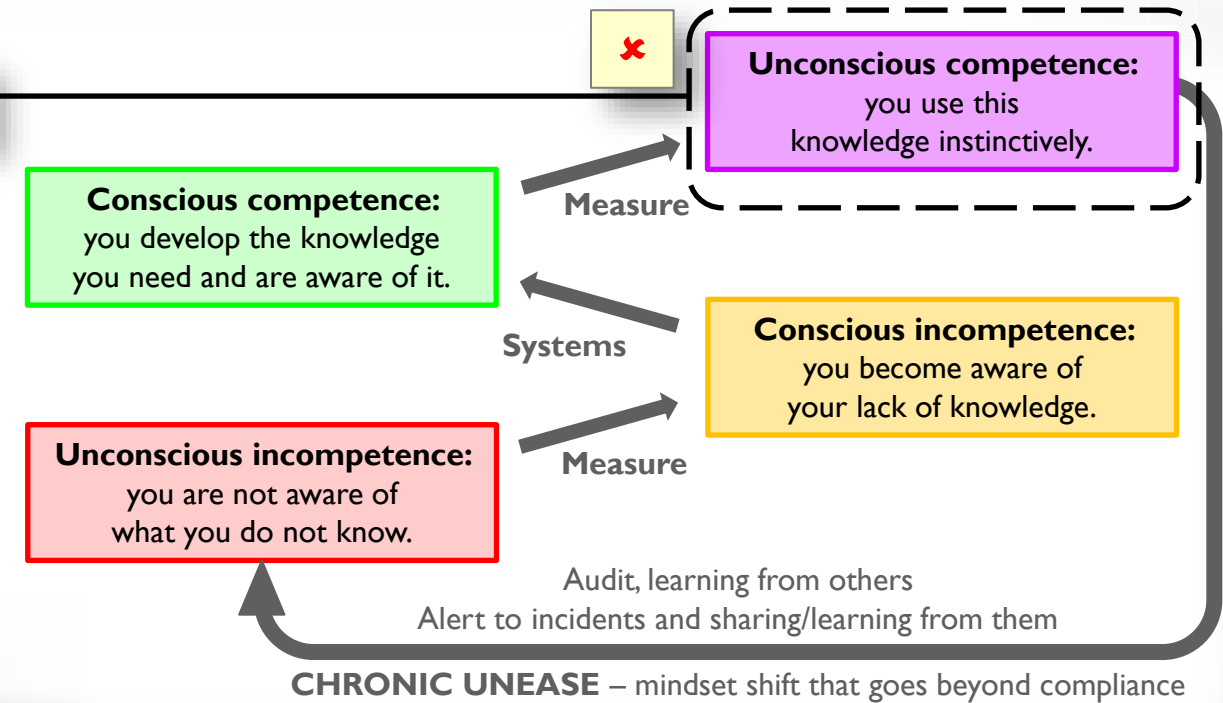 Unconscious competence:
you use this
knowledge instinctively.
Measure
Conscious competence:
you develop the knowledge
you need and are aware of it.
Systems
Conscious incompetence:
you become aware of
your lack of knowledge.
Measure
Unconscious incompetence:
you are not aware of
what you do not know.
Audit, learning from others
Alert to incidents and sharing/learning from them
CHRONIC UNEASE – mindset shift that goes beyond compliance